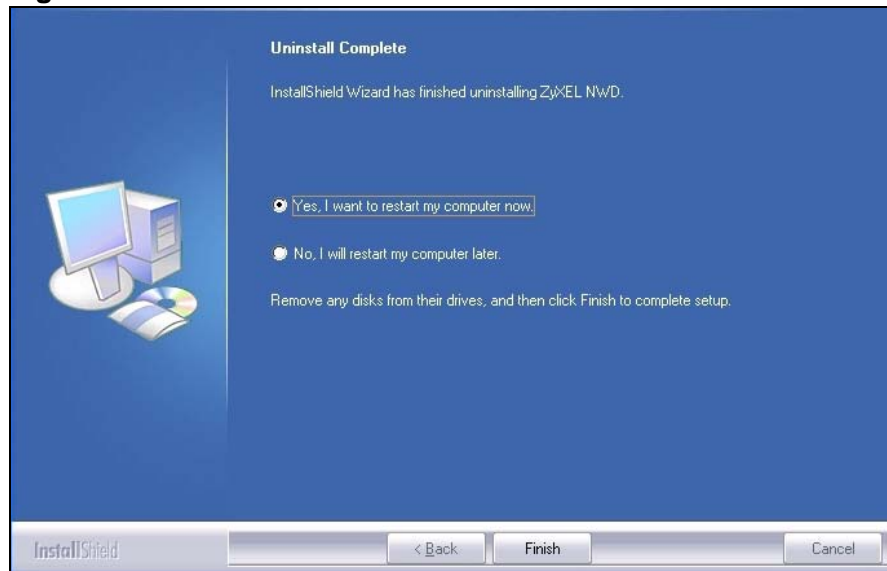 Uninstall Complete
InstallShield Wizard has finished uninstalling ZyXEL NWD.
Yes, I want to restart my computer now.
No, I will restart my computer later.
Remove any disks from their drives, and then click Finish to complete setup.
InstallShield
< Back
Finish
Cancel